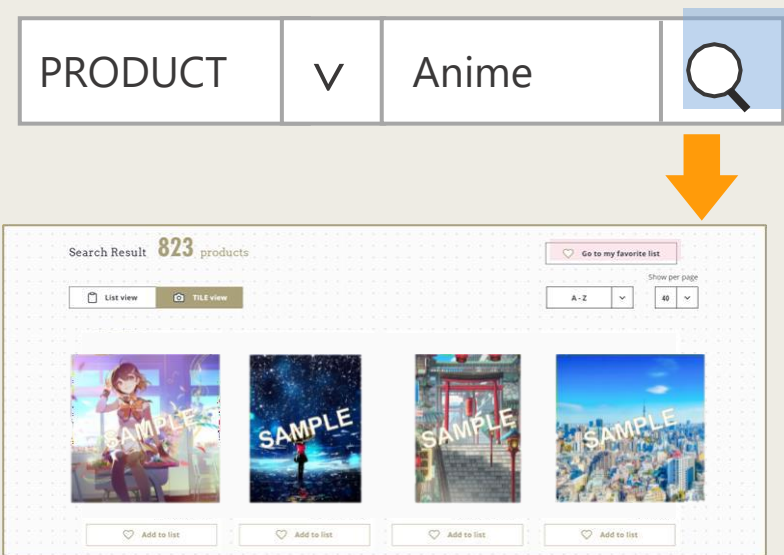 PRODUCT V Anime
Search Result 823 products
Go to my favorite list
Show per page
List view TILE view A - Z 40
SAMPLE SAMPLE SAMPLE SAMPLE
Add to list Add to list Add to list Add to list